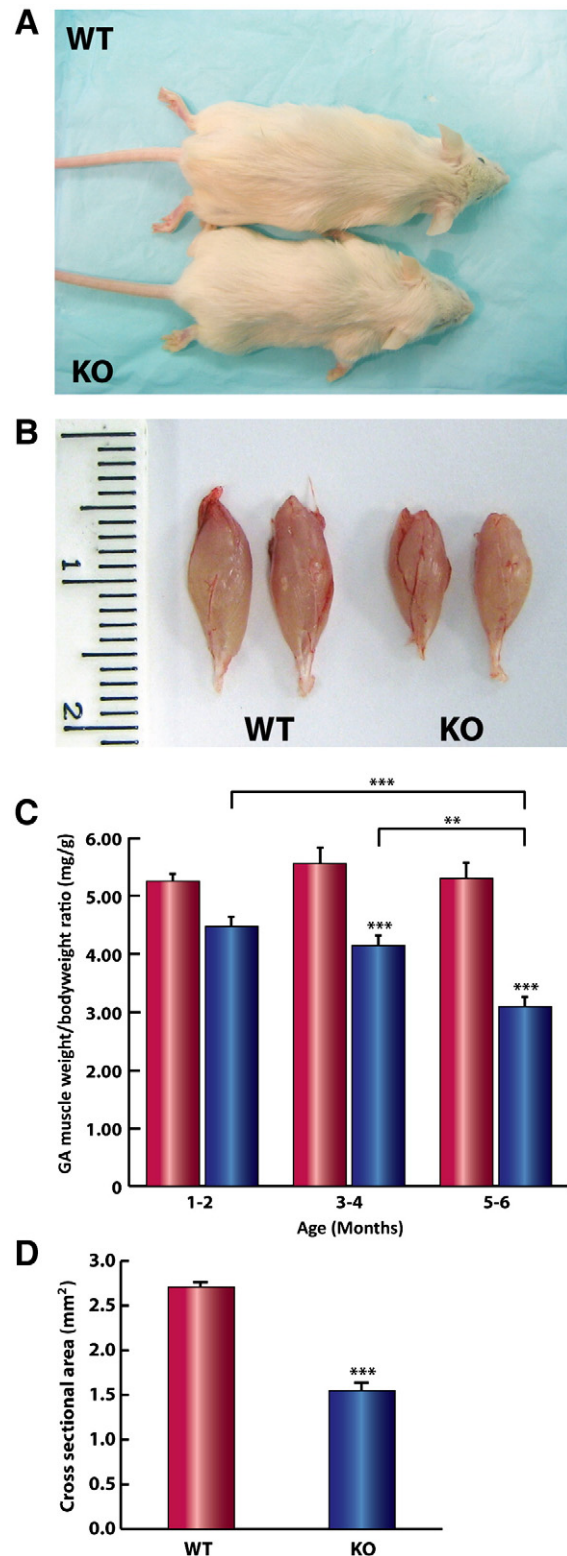 A
WT
KO
B
1
2
WT KO
C
***
**
GA muscle weight/bodyweight ratio (mg/g)
6.00
5.00
4.00
3.00
2.00
1.00
0
***
***
1-2 3-4 5-6
Age (Months)
D
Cross sectional area (mm²)
3.0
2.5
2.0
1.5
1.0
0.5
0.0
***
WT KO